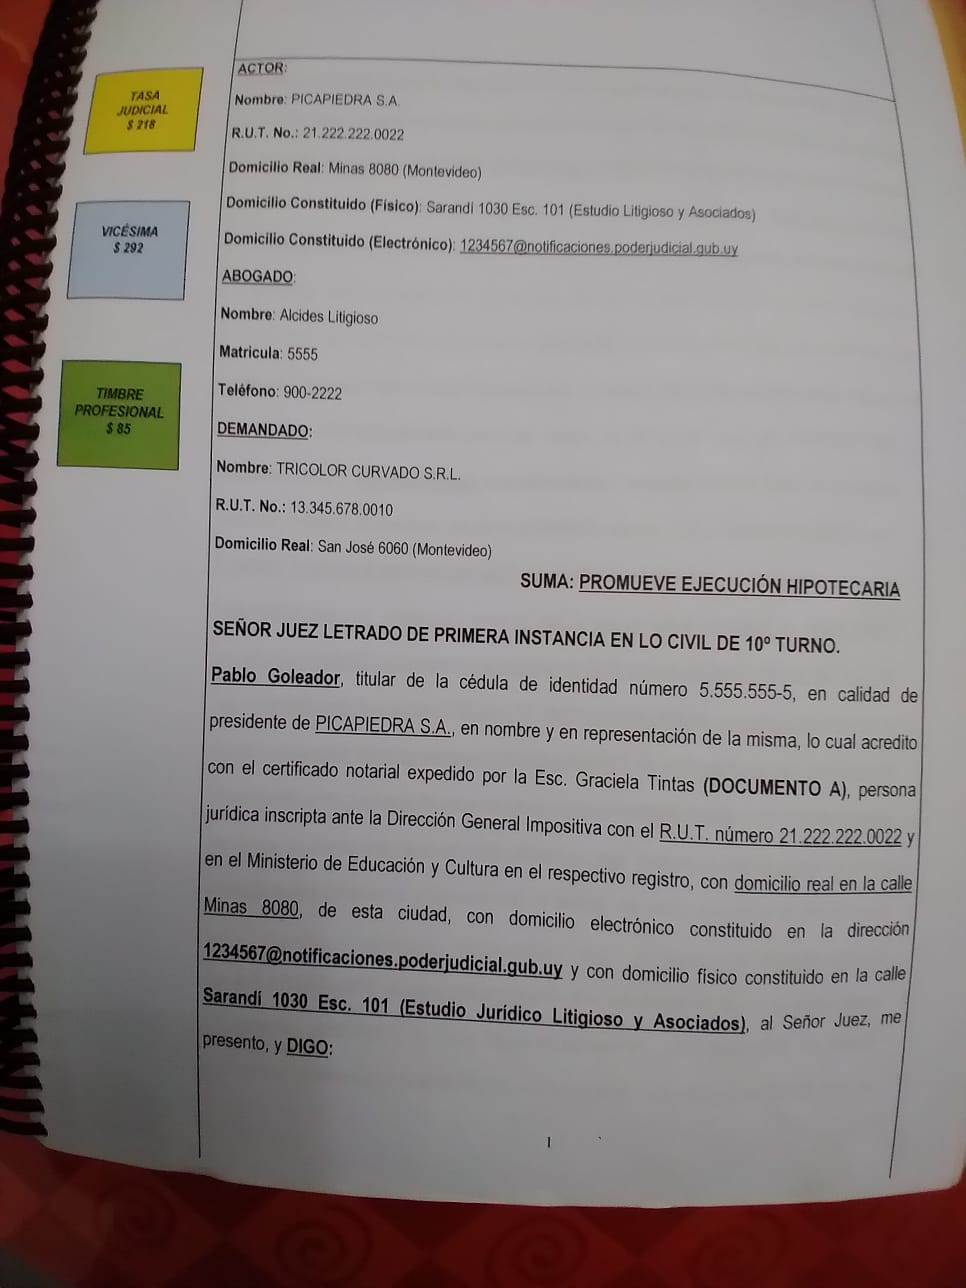 ACTOR:
TASA
JUDICIAL
$ 218
Nombre: PICAPIEDRA S.A.
R.U.T. No.: 21.222.222.0022
Domicilio Real: Minas 8080 (Montevideo)
VICÉSIMA
$ 292
Domicilio Constituido (Físico): Sarandí 1030 Esc. 101 (Estudio Litigioso y Asociados)
Domicilio Constituido (Electrónico): 1234567@notificaciones.poderjudicial.gub.uy
ABOGADO:
Nombre: Alcides Litigioso
Matricula: 5555
TIMBRE
PROFESIONAL
$ 85
Teléfono: 900-2222
DEMANDADO:
Nombre: TRICOLOR CURVADO S.R.L.
R.U.T. No.: 13.345.678.0010
Domicilio Real: San José 6060 (Montevideo)
SUMA: PROMUEVE EJECUCIÓN HIPOTECARIA
SEÑOR JUEZ LETRADO DE PRIMERA INSTANCIA EN LO CIVIL DE 10º TURNO.
Pablo Goleador, titular de la cédula de identidad número 5.555.555-5, en calidad de
presidente de PICAPIEDRA S.A., en nombre y en representación de la misma, lo cual acredito
con el certificado notarial expedido por la Esc. Graciela Tintas (DOCUMENTO A), persona
jurídica inscripta ante la Dirección General Impositiva con el R.U.T. número 21.222.222.0022 y
en el Ministerio de Educación y Cultura en el respectivo registro, con domicilio real en la calle
Minas 8080, de esta ciudad, con domicilio electrónico constituido en la dirección
1234567@notificaciones.poderjudicial.gub.uy y con domicilio físico constituido en la calle
Sarandí 1030 Esc. 101 (Estudio Jurídico Litigioso y Asociados), al Señor Juez, me
presento, y DIGO:
I